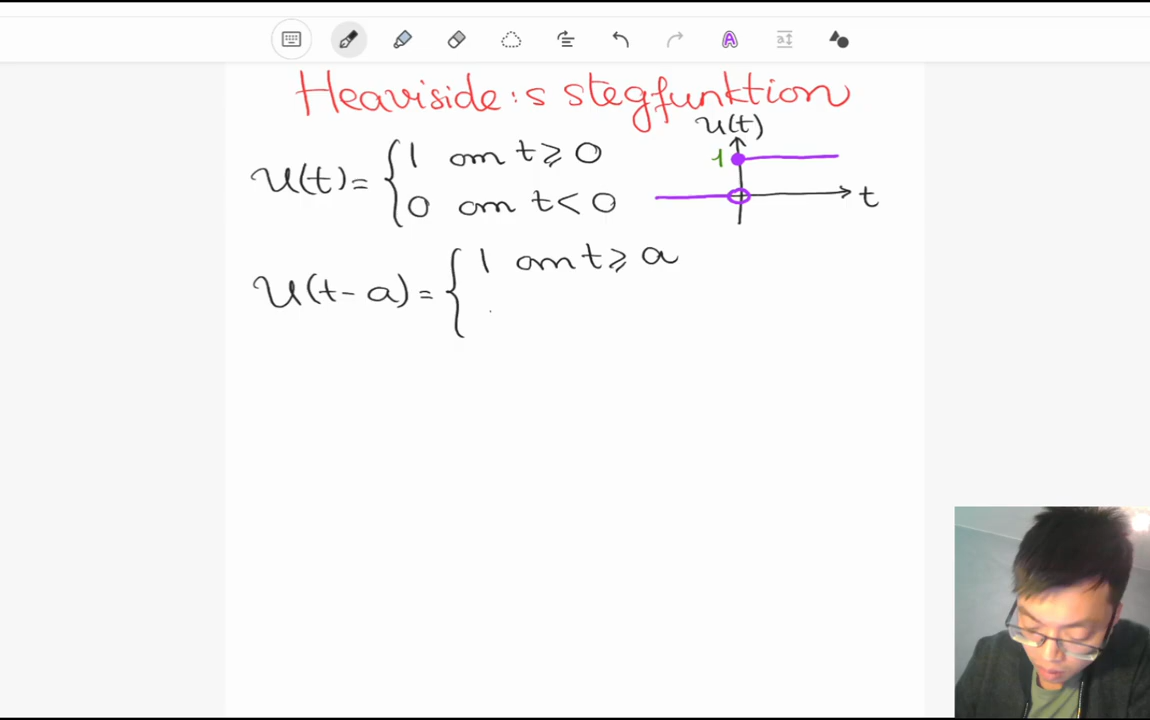 Heaviside:s stegfunktion
U(t)
U(t)= { 1 om t ⩾ 0
0 om t < 0
1
t
U(t-a) = { 1 om t ⩾ a